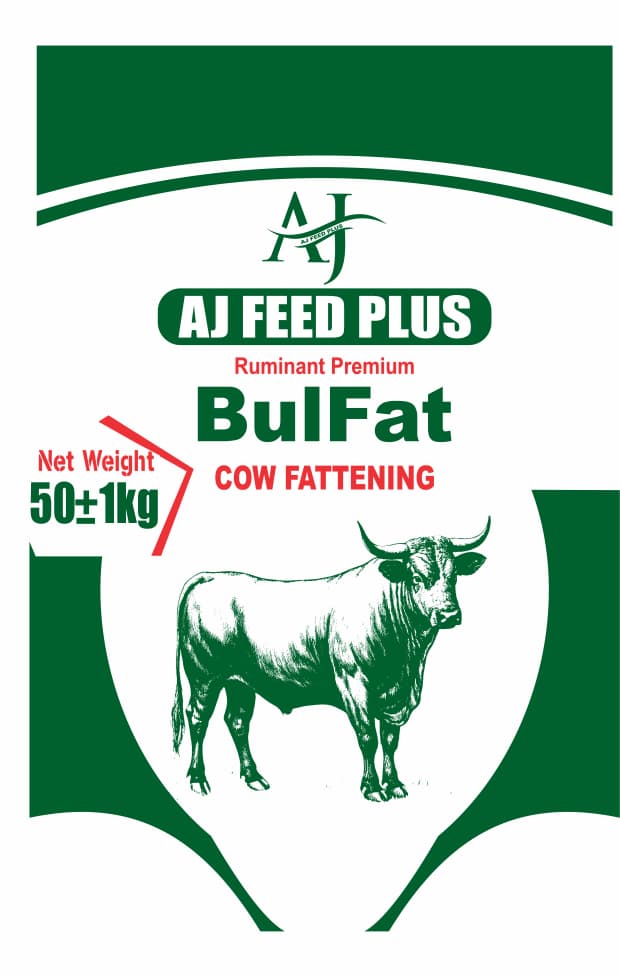 AJ
AJ FEED PLUS
AJ FEED PLUS
Ruminant Premium
BulFat
COW FATTENING
Net Weight
50±1kg